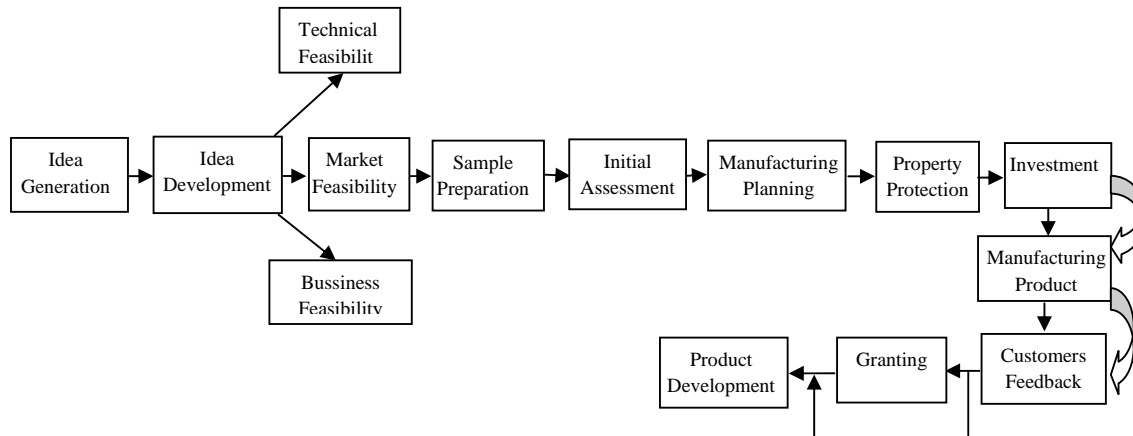 Technical
Feasibilit
Idea
Generation
Idea
Development
Market
Feasibility
Sample
Preparation
Initial
Assessment
Manufacturing
Planning
Property
Protection
Investment
Bussiness
Feasibility
Manufacturing
Product
Customers
Feedback
Granting
Product
Development